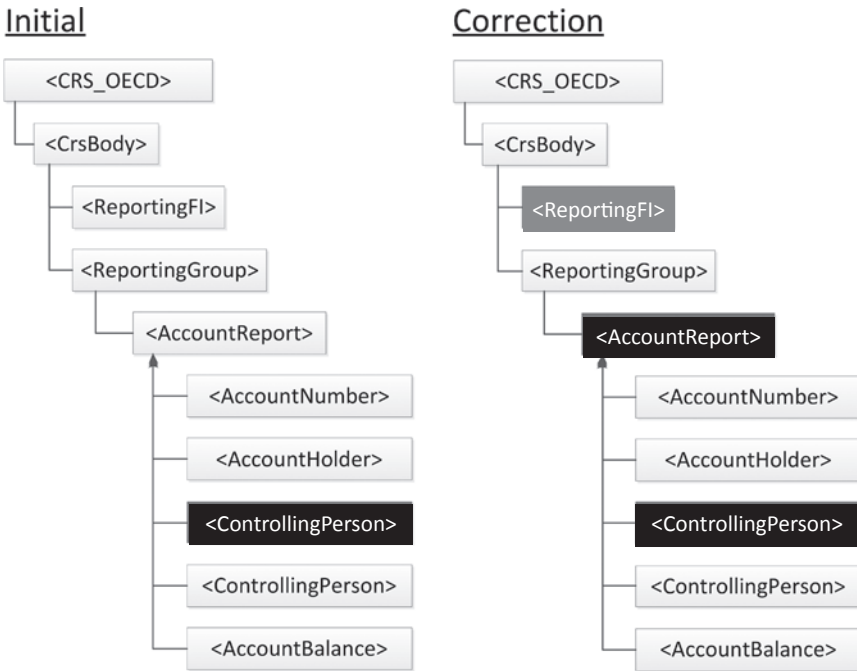 Initial
<CRS_OECD>
<CrsBody>
<ReportingFI>
<ReportingGroup>
<AccountReport>
<AccountNumber>
<AccountHolder>
<ControllingPerson>
<ControllingPerson>
<AccountBalance>
Correction
<CRS_OECD>
<CrsBody>
<ReportingFI>
<ReportingGroup>
<AccountReport>
<AccountNumber>
<AccountHolder>
<ControllingPerson>
<ControllingPerson>
<AccountBalance>